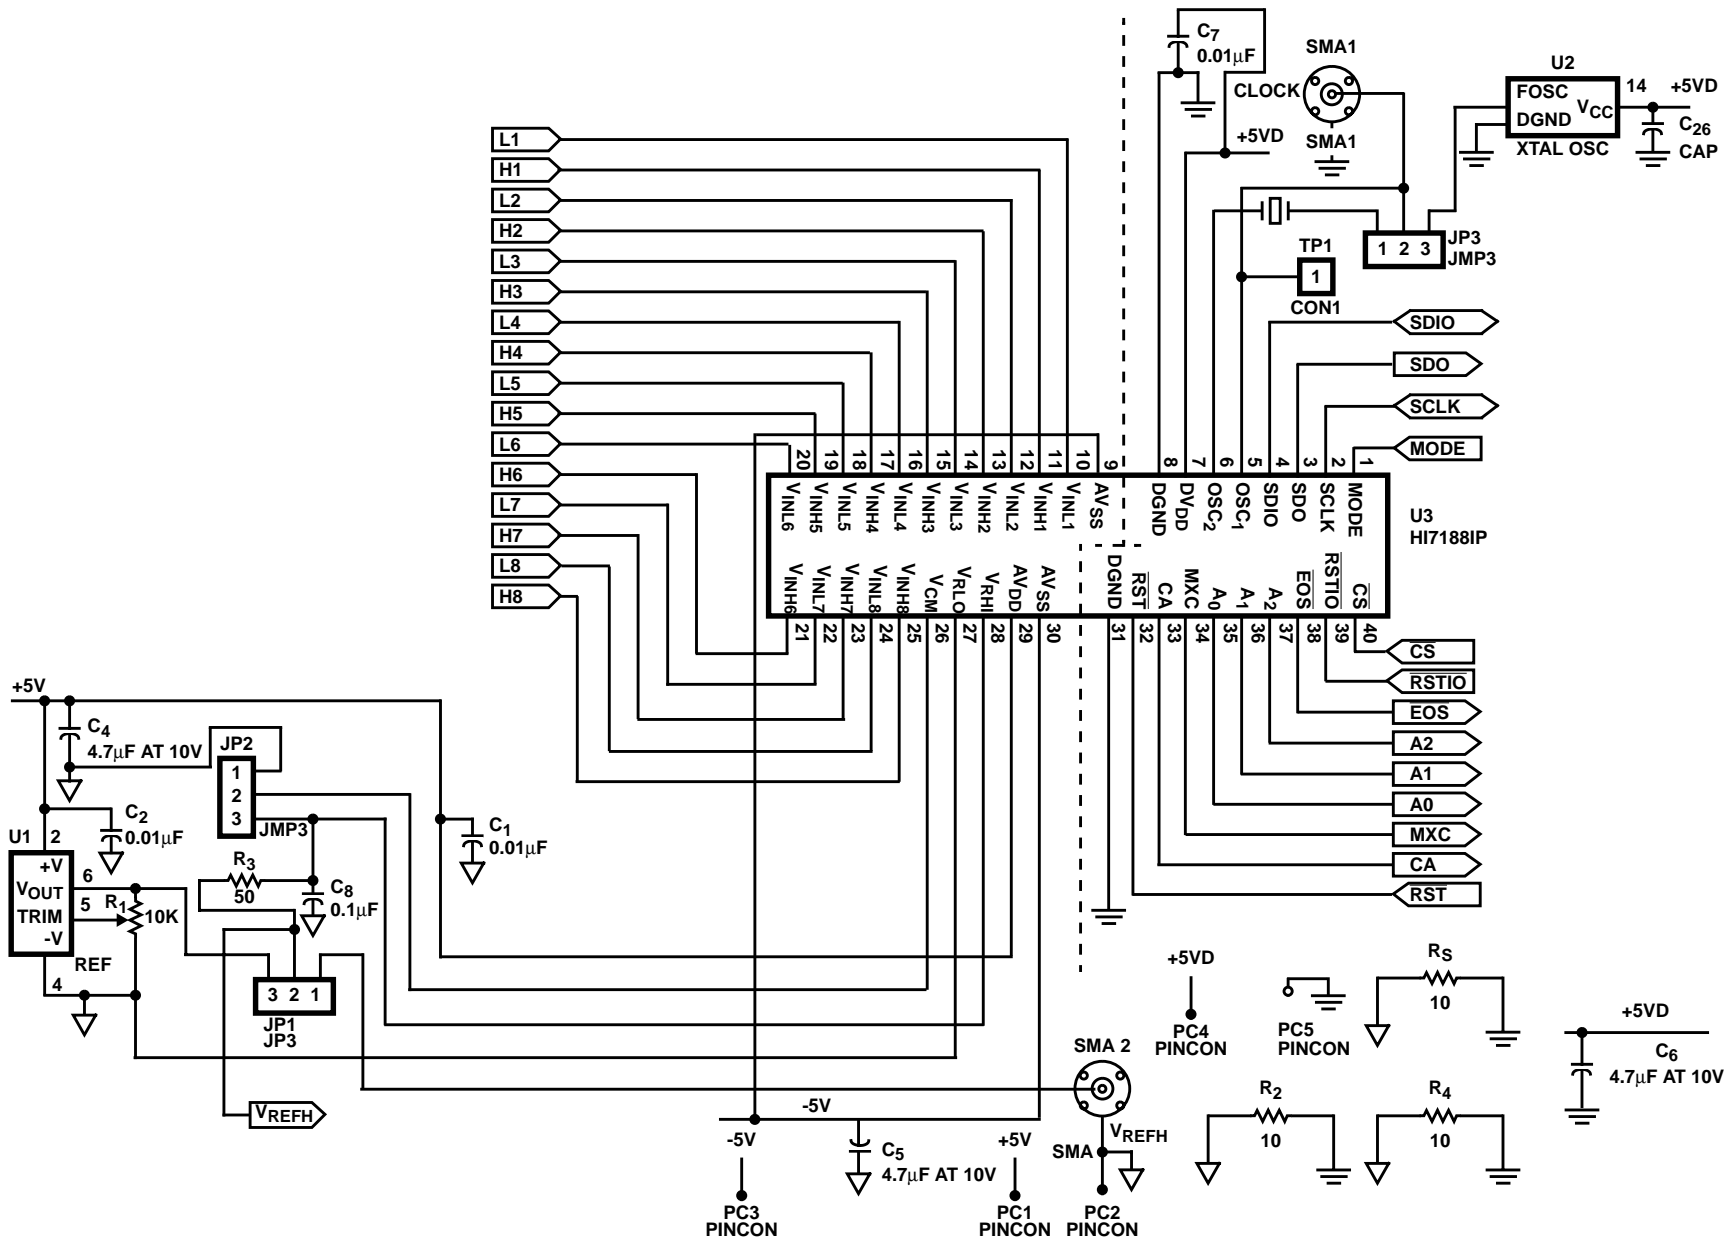 C7
0.01µF
SMA1
CLOCK
SMA1
+5VD
U2
FOSC
DGND
VCC
14
+5VD
XTAL OSC
C26
CAP
1 2 3
JP3
JMP3
TP1
1
CON1
L1
H1
L2
H2
L3
H3
L4
H4
L5
H5
L6
H6
L7
H7
L8
H8
SDIO
SDO
SCLK
MODE
20 19 18 17 16 15 14 13 12 11 10 9 8 7 6 5 4 3 2 1
VINL6 VINH5 VINL5 VINH4 VINL4 VINH3 VINL3 VINH2 VINL2 VINH1 VINL1 AVSS DGND DVDD OSC2 OSC1 SDIO SDO SCLK MODE
U3
HI7188IP
VINH6 VINL7 VINH7 VINL8 VINH8 VCM VRLO VRHI AVDD AVSS DGND RST CA MXC A0 A1 A2 EOS RSTIO CS
21 22 23 24 25 26 27 28 29 30 31 32 33 34 35 36 37 38 39 40
CS
RSTIO
EOS
A2
A1
A0
MXC
CA
RST
+5V
C4
4.7µF AT 10V
JP2
1
2
3
JMP3
C2
0.01µF
C1
0.01µF
U1
2
+V
VOUT
TRIM
-V
6
5
4
REF
R1
10K
R3
50
C8
0.1µF
3 2 1
JP1
JP3
VREFH
-5V
-5V
PC3
PINCON
C5
4.7µF AT 10V
+5V
PC1
PINCON
SMA 2
VREFH
SMA
PC2
PINCON
+5VD
PC4
PINCON
PC5
PINCON
RS
10
R2
10
R4
10
+5VD
C6
4.7µF AT 10V